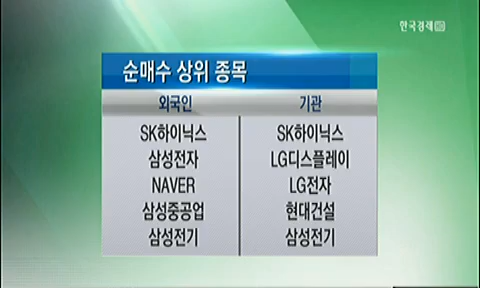 한국경제
순매수 상위 종목
외국인 기관
SK하이닉스 SK하이닉스
삼성전자 LG디스플레이
NAVER LG전자
삼성중공업 현대건설
삼성전기 삼성전기